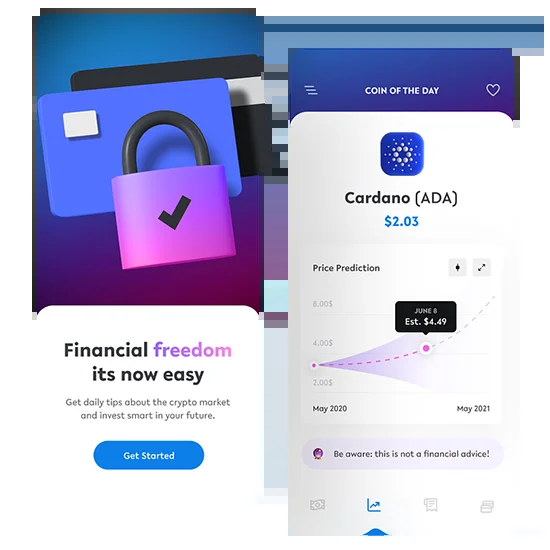 Financial freedom
its now easy
Get daily tips about the crypto market
and invest smart in your future.
Get Started
COIN OF THE DAY
Cardano (ADA)
$2.03
Price Prediction
8.00$
JUNE 8
Est. $4.49
4.00$
2.00$
May 2020 May 2021
Be aware: this is not a financial advice!